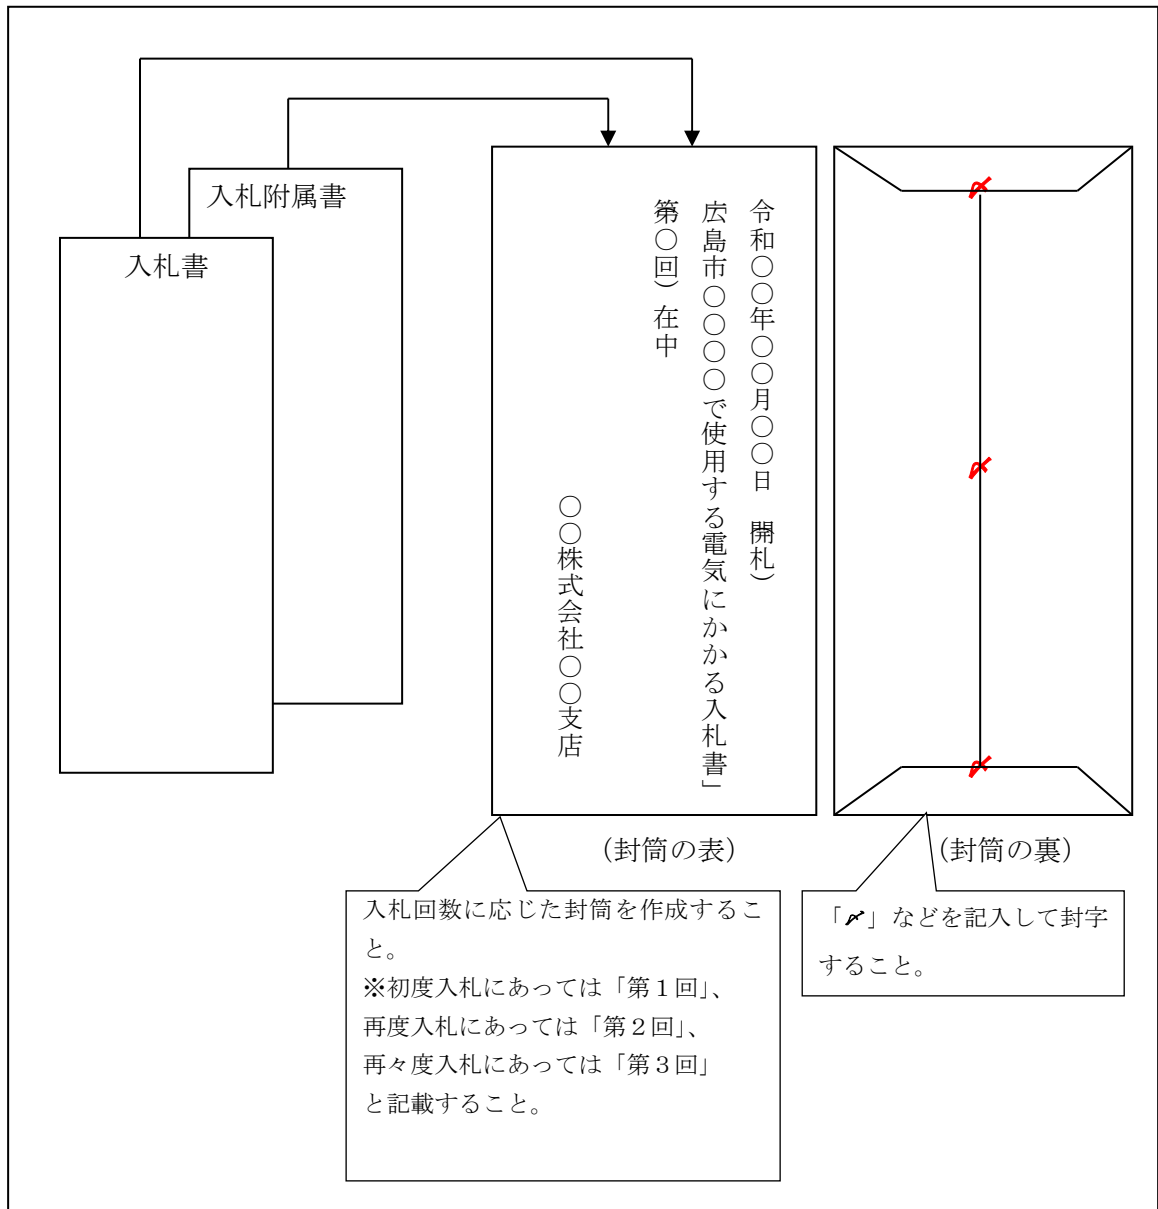 入札附属書
入札書
令和〇〇年〇〇月〇〇日　開札）
広島市〇〇〇〇で使用する電気にかかる入札書」
第〇回）在中
〇〇株式会社〇〇支店
〆
〆
〆
（封筒の表）
（封筒の裏）
入札回数に応じた封筒を作成するこ
と。
※初度入札にあっては「第１回」、
再度入札にあっては「第２回」、
再々度入札にあっては「第３回」
と記載すること。
「〆」などを記入して封字
すること。